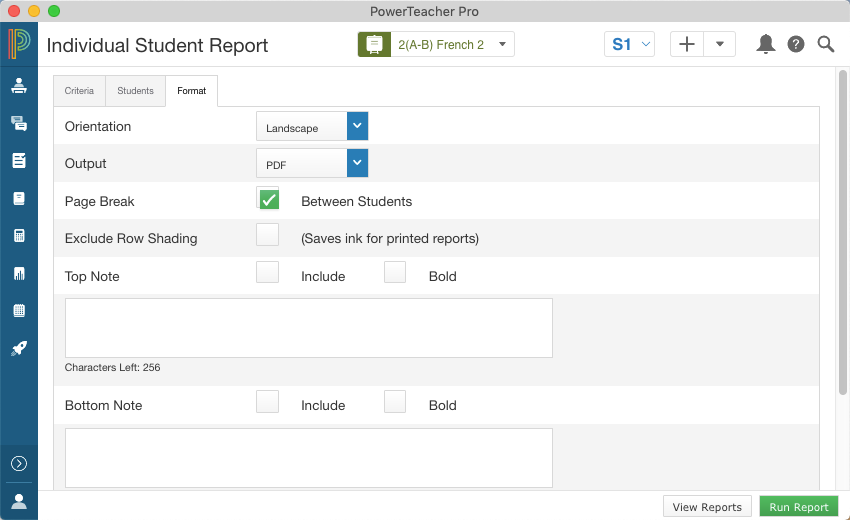 PowerTeacher Pro
Individual Student Report
2(A-B) French 2
S1
Criteria
Students
Format
Orientation
Landscape
Output
PDF
Page Break
Between Students
Exclude Row Shading
(Saves ink for printed reports)
Top Note
Include
Bold
Characters Left: 256
Bottom Note
Include
Bold
View Reports
Run Report